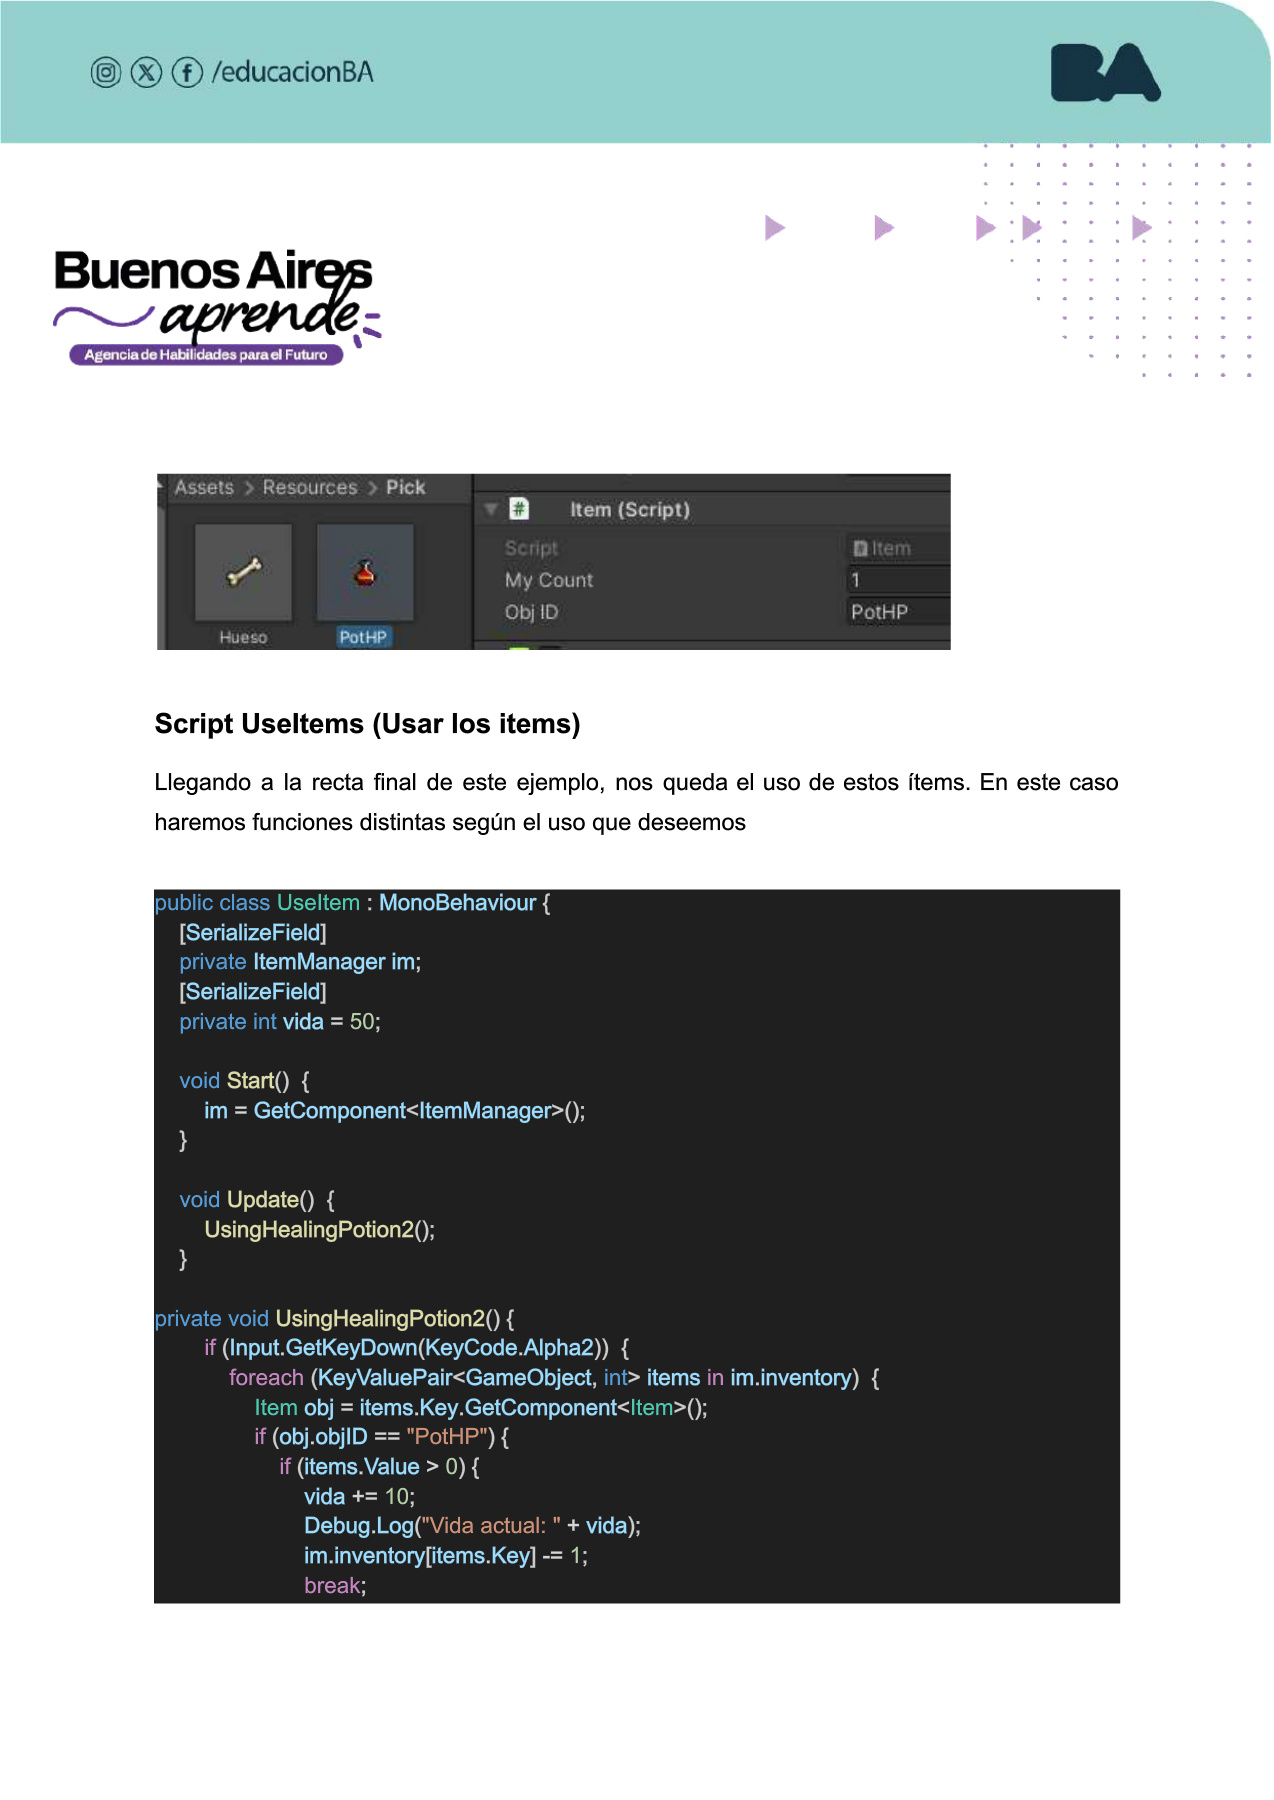 /educacionBA
BA
Buenos Aires
aprende
Agencia de Habilidades para el Futuro
Assets > Resources > Pick
Hueso
PotHP
# Item (Script)
Script
Item
My Count
1
Obj ID
PotHP
Script UseItems (Usar los items)
Llegando a la recta final de este ejemplo, nos queda el uso de estos ítems. En este caso
haremos funciones distintas según el uso que deseemos
public class UseItem : MonoBehaviour {
[SerializeField]
private ItemManager im;
[SerializeField]
private int vida = 50;
void Start() {
im = GetComponent<ItemManager>();
}
void Update() {
UsingHealingPotion2();
}
private void UsingHealingPotion2() {
if (Input.GetKeyDown(KeyCode.Alpha2)) {
foreach (KeyValuePair<GameObject, int> items in im.inventory) {
Item obj = items.Key.GetComponent<Item>();
if (obj.objID == "PotHP") {
if (items.Value > 0) {
vida += 10;
Debug.Log("Vida actual: " + vida);
im.inventory[items.Key] -= 1;
break;